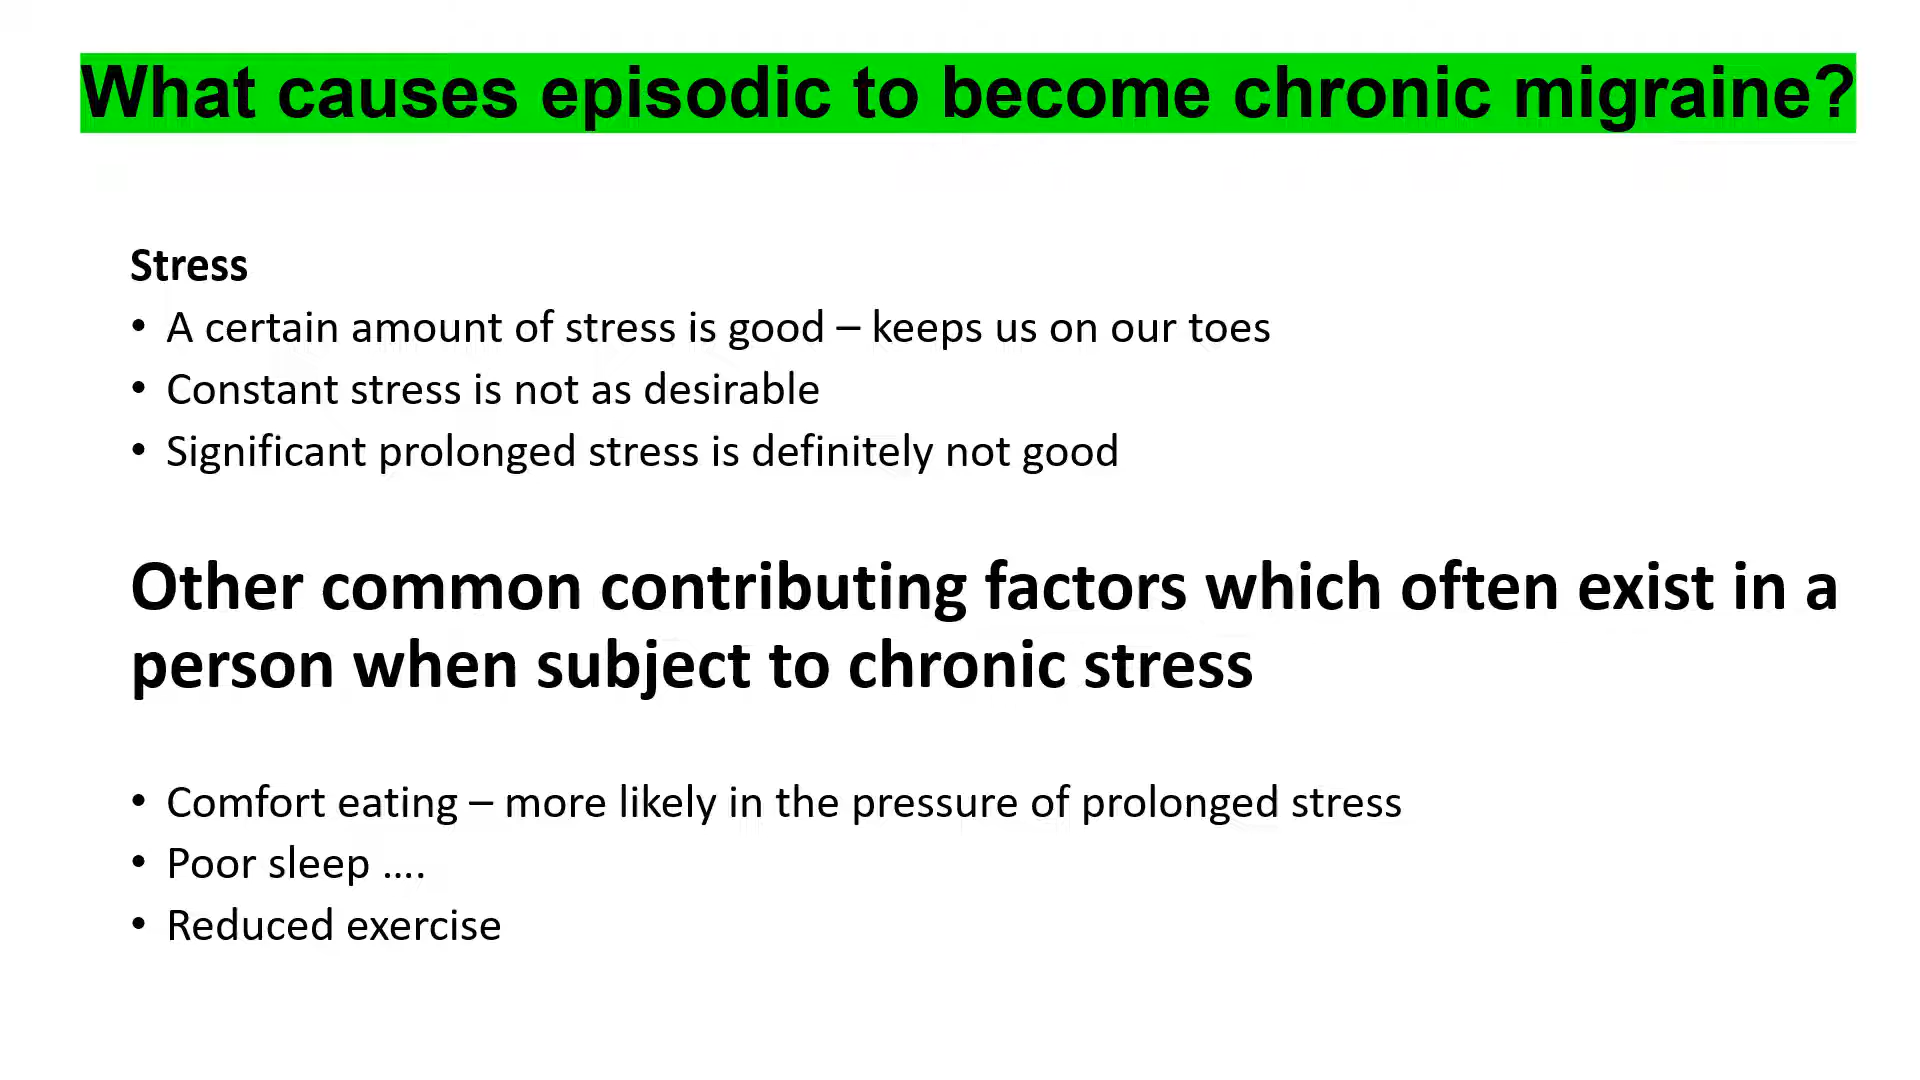 What causes episodic to become chronic migraine?
Stress
• A certain amount of stress is good – keeps us on our toes
• Constant stress is not as desirable
• Significant prolonged stress is definitely not good
Other common contributing factors which often exist in a
person when subject to chronic stress
• Comfort eating – more likely in the pressure of prolonged stress
• Poor sleep ….
• Reduced exercise